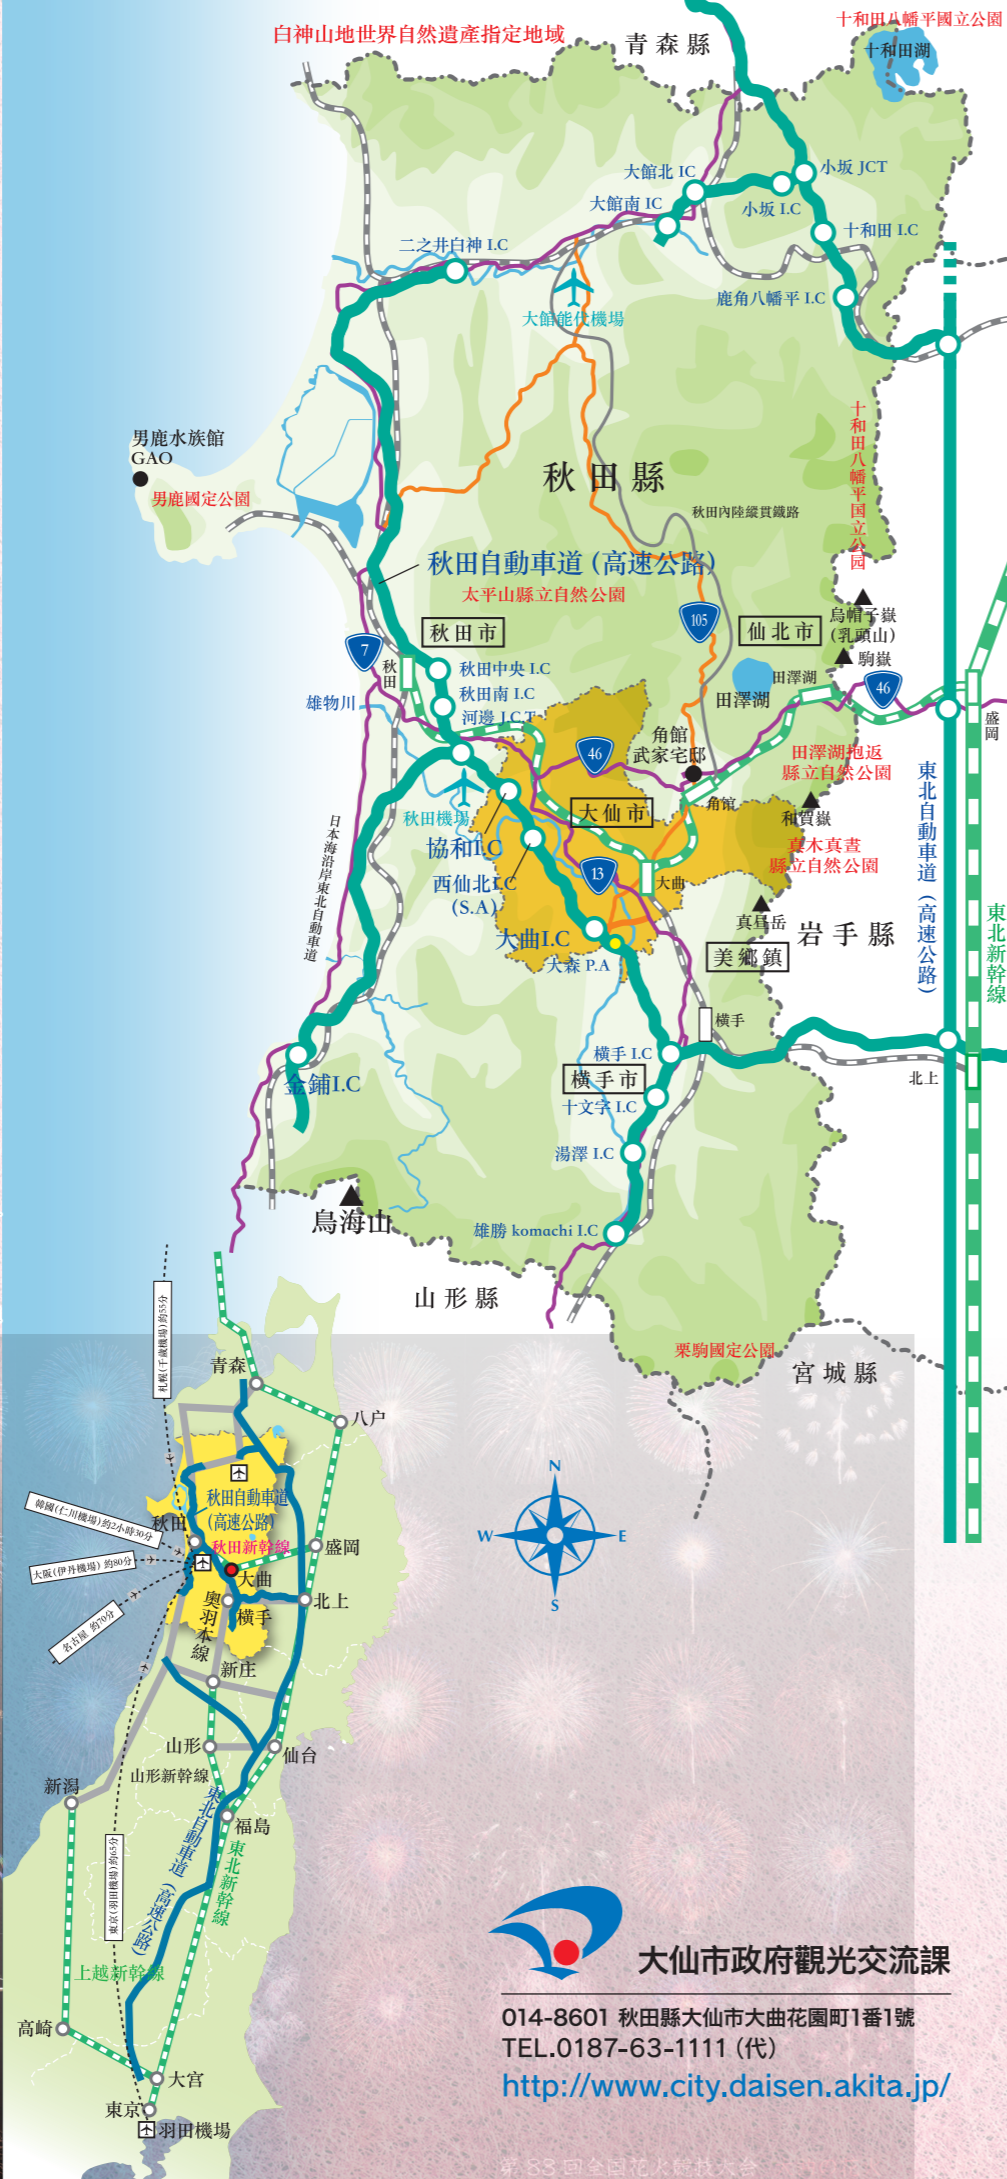 白神山地世界自然遺產指定地域
青森縣
十和田八幡平國立公園
十和田湖
大館北 IC
小坂 JCT
大館南 IC
小坂 I.C
十和田 I.C
二之井白神 I.C
鹿角八幡平 I.C
大館能代機場
男鹿水族館
GAO
男鹿國定公園
秋田縣
十和田八幡平国立公园
秋田內陸縱貫鐵路
秋田自動車道 (高速公路)
太平山縣立自然公園
105
烏帽子嶽
(乳頭山)
仙北市
秋田市
7
駒嶽
秋田
秋田中央 I.C
田澤湖
46
秋田南 I.C
田澤湖
雄物川
河邊 J.C.T
盛岡
角館
武家宅邸
46
田澤湖抱返
縣立自然公園
東北自動車道（高速公路）
秋田機場
大仙市
角館
和賀嶽
日本海沿岸東北自動車道
協和I.C
真木真晝
縣立自然公園
13
西仙北I.C
(S.A)
大曲
真昼岳
東北新幹線
大曲I.C
岩手縣
大森 P.A
美鄉鎮
橫手
橫手 I.C
北上
金鋪I.C
橫手市
十文字 I.C
湯澤 I.C
鳥海山
雄勝 komachi I.C
山形縣
栗駒國定公園
宮城縣
札幌(千歲機場)約55分
青森
八户
秋田自動車道
(高速公路)
韓國(仁川機場)約2小時30分
秋田
秋田新幹線
盛岡
大阪(伊丹機場) 約80分
大曲
奧羽本線
橫手
北上
名古屋 約70分
新庄
山形
仙台
山形新幹線
新潟
東北自動車道（高速公路）
福島
東北新幹線
東京(羽田機場)約65分
上越新幹線
高崎
大宮
東京
羽田機場
N
W
E
S
大仙市政府觀光交流課
014-8601 秋田縣大仙市大曲花園町1番1號
TEL.0187-63-1111（代）
http://www.city.daisen.akita.jp/
第83回全国花火競技大会